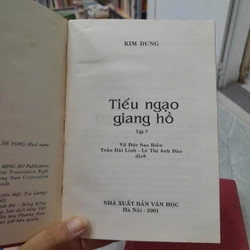 KIM DUNG
Tiếu ngạo
giang hồ
Tập 7
Vũ Đức Sao Biển
Trần Hải Linh - Lê Thị Anh Đào
dịch
NHÀ XUẤT BẢN VĂN HỌC
Hà Nội - 2001